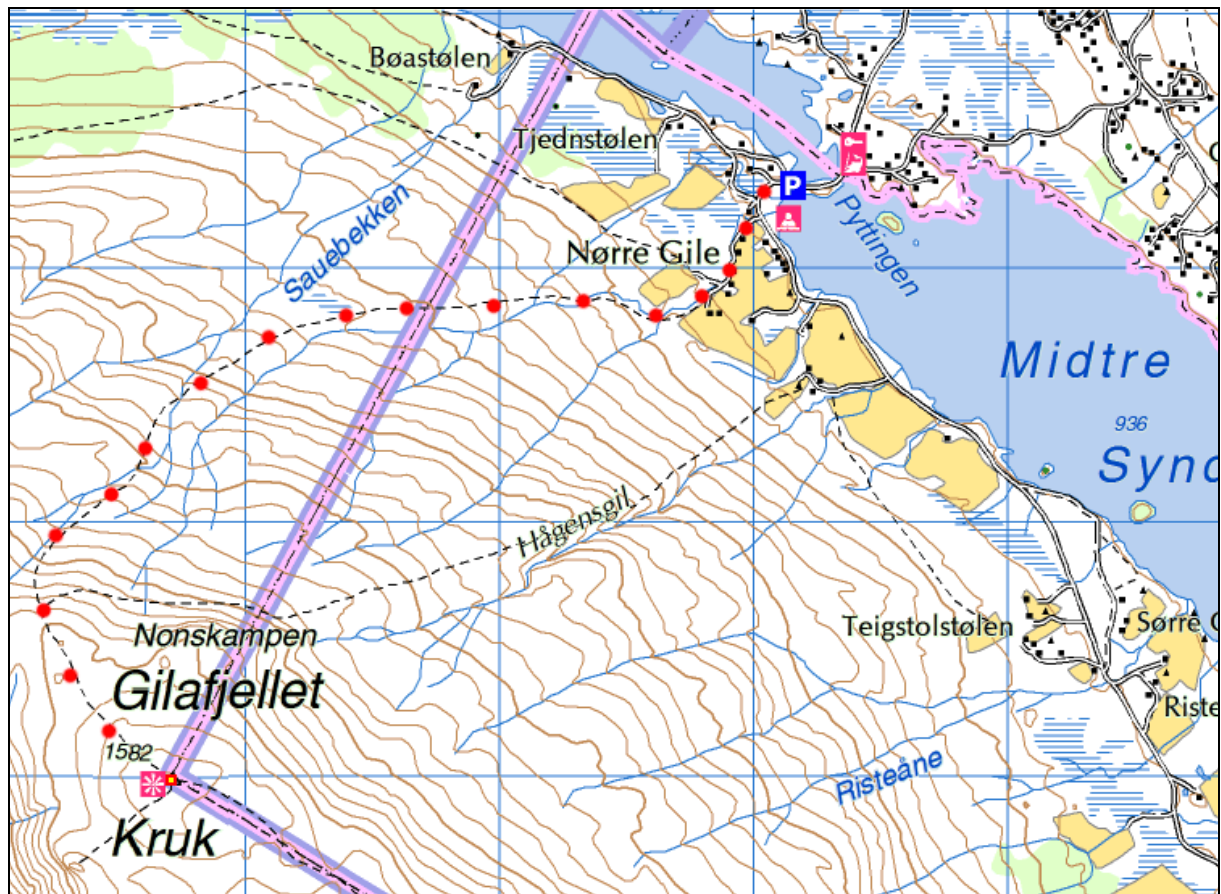 Bøastølen
Tjednstølen
P
Sauebekken
Pyttingen
Nørre Gile
Midtre
936
Synd
Hågensgil
Teigstolstølen
Sørre G
Nonskampen
Gilafjellet
Riste
1582
Risteåne
Kruk